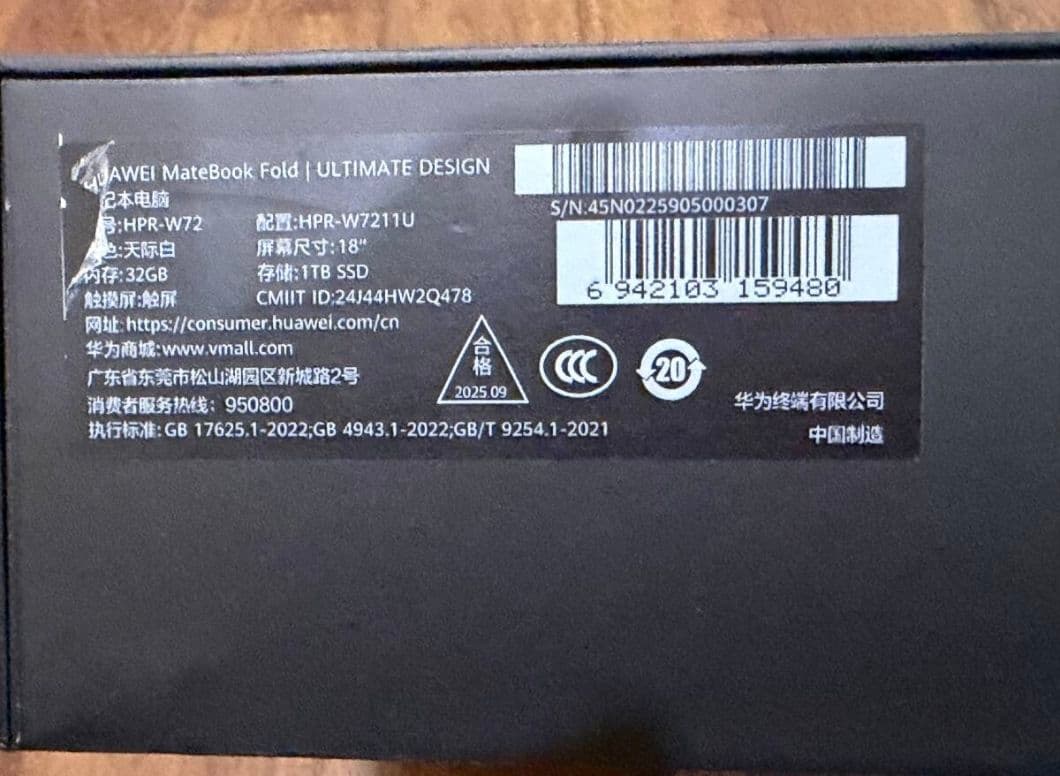 AWEI MateBook Fold | ULTIMATE DESIGN
记本电脑
号:HPR-W72 配置:HPR-W7211U
色:天际白 屏幕尺寸:18"
内存:32GB 存储:1TB SSD
触摸屏:触屏 CMIIT ID:24J44HW2Q478
网址:https://consumer.huawei.com/cn
华为商城:www.vmall.com
广东省东莞市松山湖园区新城路2号
消费者服务热线：950800
执行标准:GB 17625.1-2022;GB 4943.1-2022;GB/T 9254.1-2021
S/N:45N0225905000307
6 942103 159480
合格
2025.09
CCC
20
华为终端有限公司
中国制造